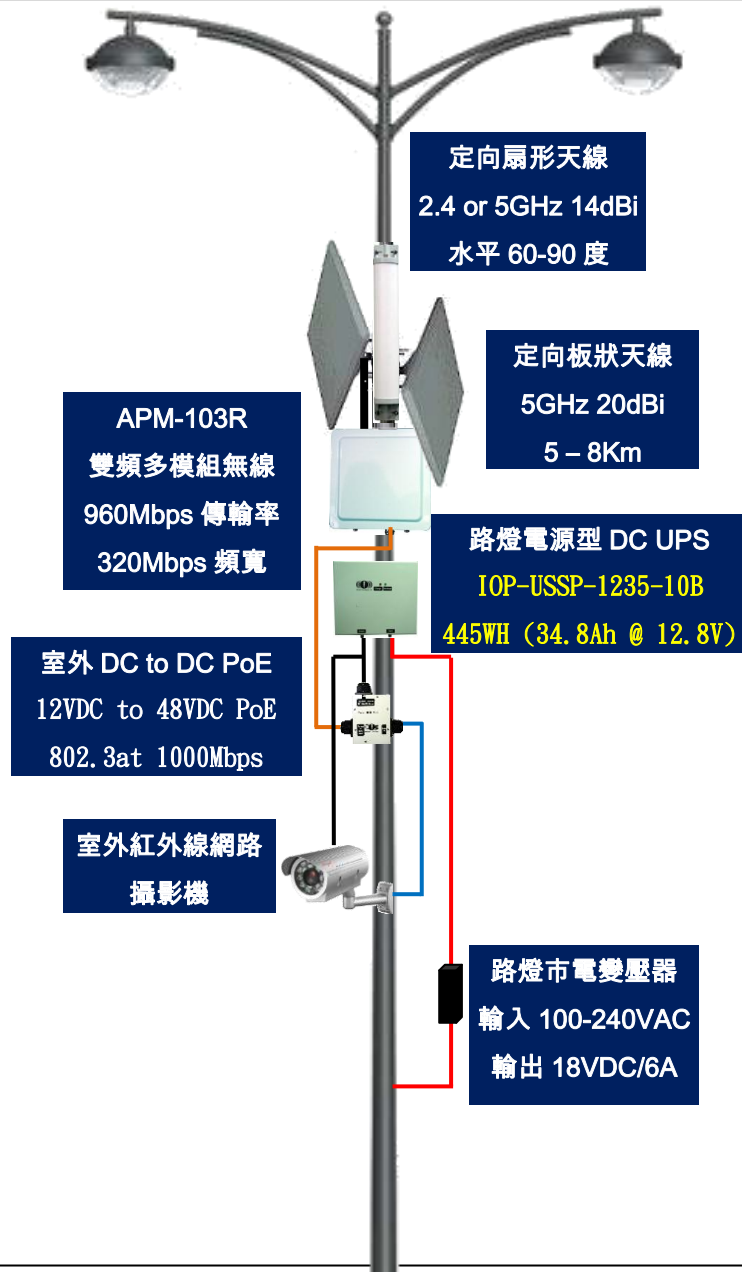 定向扇形天線
2.4 or 5GHz 14dBi
水平 60-90 度
定向板狀天線
5GHz 20dBi
5 – 8Km
APM-103R
雙頻多模組無線
960Mbps 傳輸率
320Mbps 頻寬
路燈電源型 DC UPS
IOP-USSP-1235-10B
445WH (34.8Ah @ 12.8V)
室外 DC to DC PoE
12VDC to 48VDC PoE
802.3at 1000Mbps
室外紅外線網路
攝影機
路燈市電變壓器
輸入 100-240VAC
輸出 18VDC/6A